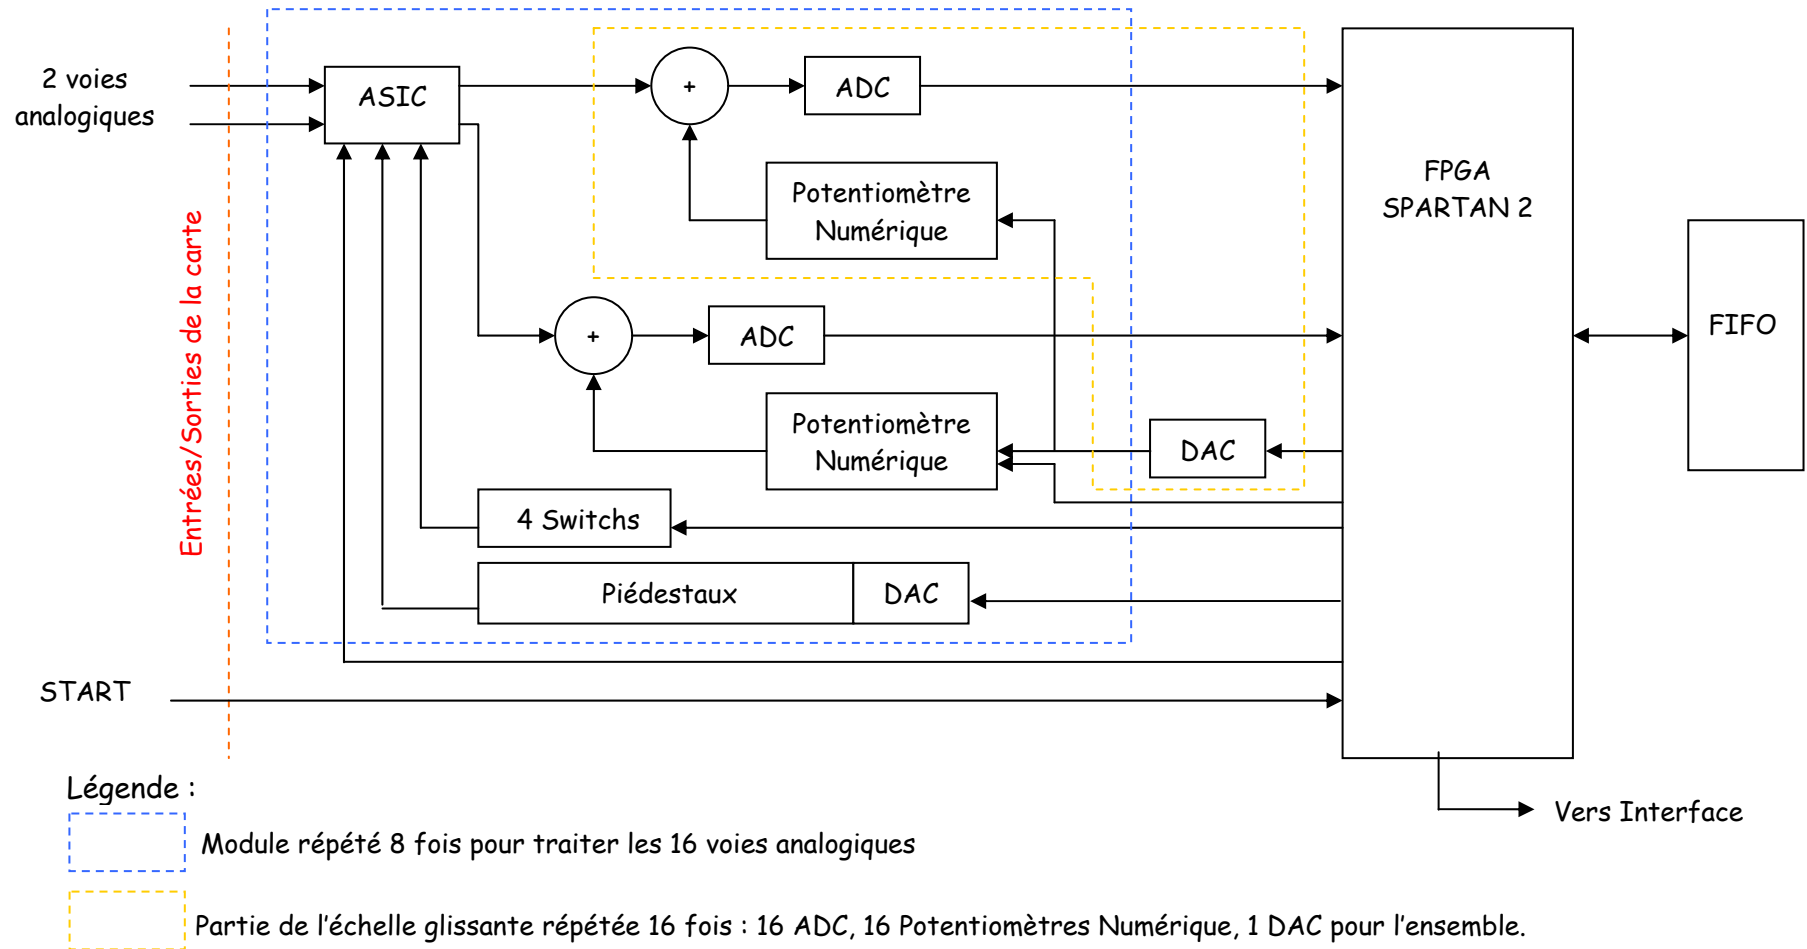 2 voies
analogiques
ASIC
+
ADC
Potentiomètre
Numérique
FPGA
SPARTAN 2
FIFO
Entrées/Sorties de la carte
+
ADC
Potentiomètre
Numérique
DAC
4 Switchs
Piédestaux
DAC
START
Vers Interface
Légende :
Module répété 8 fois pour traiter les 16 voies analogiques
Partie de l'échelle glissante répétée 16 fois : 16 ADC, 16 Potentiomètres Numérique, 1 DAC pour l'ensemble.